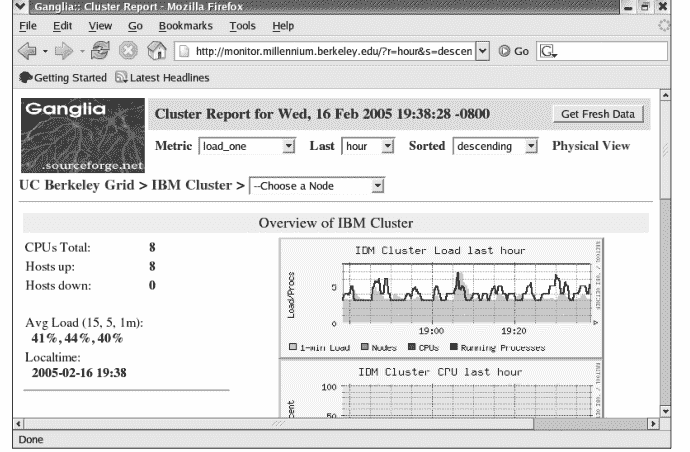 Ganglia:: Cluster Report - Mozilla Firefox
File Edit View Go Bookmarks Tools Help
http://monitor.millennium.berkeley.edu/?r=hour&s=descen Go G
Getting Started Latest Headlines
Ganglia
.sourceforge.net
Cluster Report for Wed, 16 Feb 2005 19:38:28 -0800 Get Fresh Data
Metric load_one Last hour Sorted descending Physical View
UC Berkeley Grid > IBM Cluster > --Choose a Node
Overview of IBM Cluster
CPUs Total: 8
Hosts up: 8
Hosts down: 0
Avg Load (15, 5, 1m):
41%, 44%, 40%
Localtime:
2005-02-16 19:38
IDM Cluster Load last hour
Load/Procs
5
0
19:00 19:20
1-min Load Nodes CPUs Running Processes
IDM Cluster CPU last hour
100
50
cent
Done